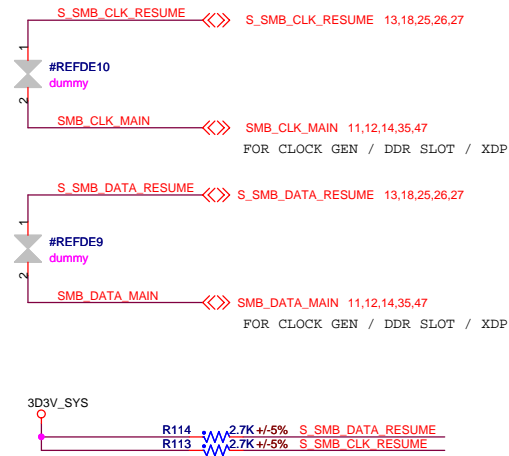 S_SMB_CLK_RESUME S_SMB_CLK_RESUME 13,18,25,26,27
1
#REFDE10
dummy
2
SMB_CLK_MAIN SMB_CLK_MAIN 11,12,14,35,47
FOR CLOCK GEN / DDR SLOT / XDP
S_SMB_DATA_RESUME S_SMB_DATA_RESUME 13,18,25,26,27
1
#REFDE9
dummy
2
SMB_DATA_MAIN SMB_DATA_MAIN 11,12,14,35,47
FOR CLOCK GEN / DDR SLOT / XDP
3D3V_SYS
R114 2.7K +/-5% S_SMB_DATA_RESUME
R113 2.7K +/-5% S_SMB_CLK_RESUME